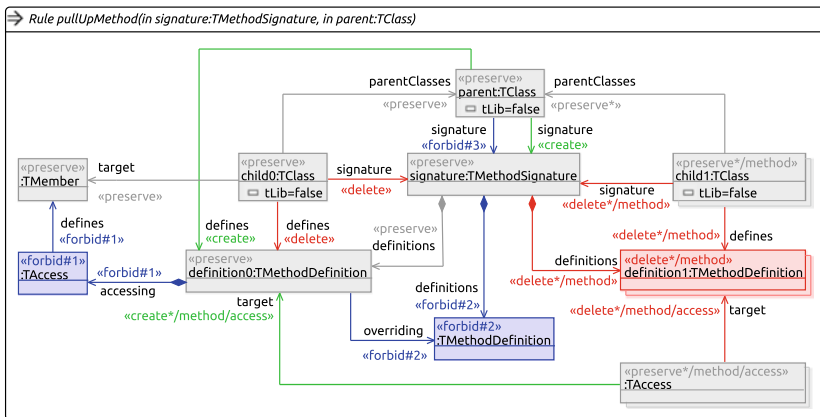 Rule pullUpMethod(in signature:TMethodSignature, in parent:TClass)
«preserve»
parent:TClass
tLib=false
parentClasses
«preserve»
parentClasses
«preserve*»
signature
«forbid#3»
signature
«create»
«preserve»
:TMember
target
«preserve»
«preserve»
child0:TClass
tLib=false
signature
«delete»
«preserve»
signature:TMethodSignature
«preserve*/method»
child1:TClass
tLib=false
signature
«delete*/method»
defines
«forbid#1»
defines
«create»
defines
«delete»
«preserve»
definitions
«delete*/method»
defines
«forbid#1»
:TAccess
«forbid#1»
accessing
«preserve»
definition0:TMethodDefinition
definitions
«delete*/method»
«delete*/method»
definition1:TMethodDefinition
target
«create*/method/access»
definitions
«forbid#2»
«delete*/method/access»
target
overriding
«forbid#2»
«forbid#2»
:TMethodDefinition
«preserve*/method/access»
:TAccess